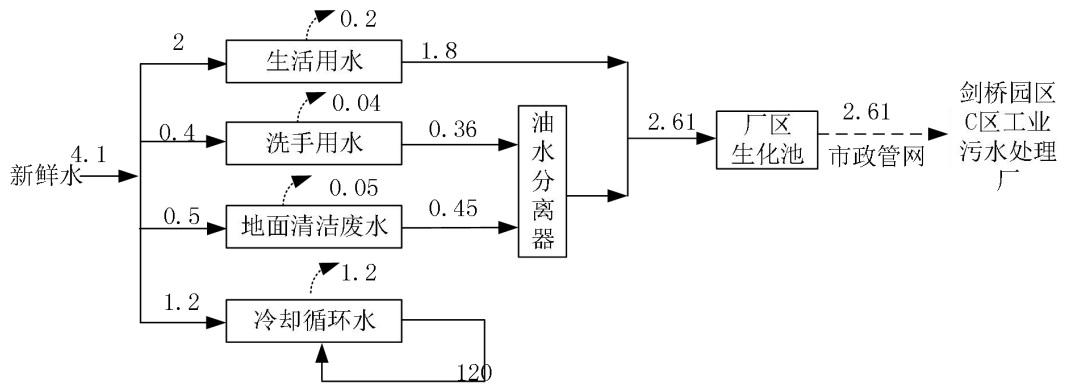 0.2
2
生活用水
1.8
0.04
0.4
洗手用水
0.36
油水分离器
2.61
厂区
生化池
2.61
市政管网
剑桥园区
C区工业
污水处理
厂
新鲜水
4.1
0.05
0.5
地面清洁废水
0.45
1.2
1.2
冷却循环水
120